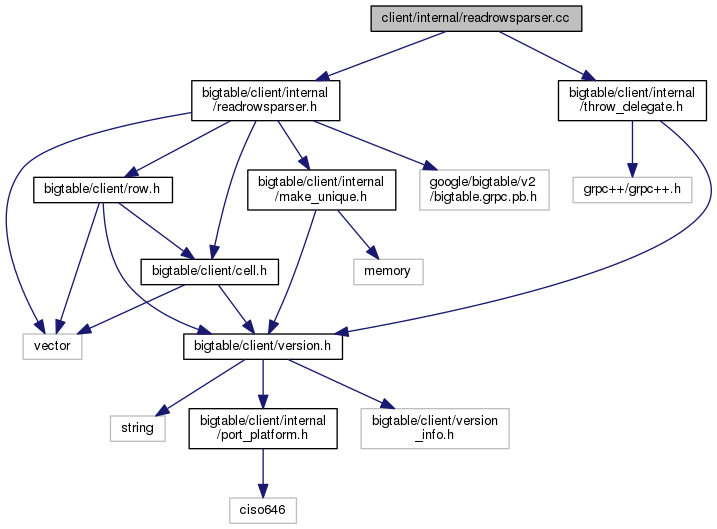 client/internal/readrowsparser.cc
bigtable/client/internal
/readrowsparser.h
bigtable/client/internal
/throw_delegate.h
bigtable/client/row.h
bigtable/client/internal
/make_unique.h
google/bigtable/v2
/bigtable.grpc.pb.h
grpc++/grpc++.h
bigtable/client/cell.h
memory
vector
bigtable/client/version.h
string
bigtable/client/internal
/port_platform.h
bigtable/client/version
_info.h
ciso646